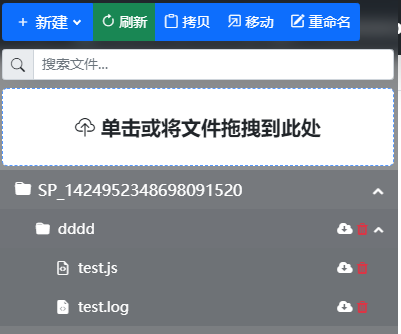 + 新建 刷新 拷贝 移动 重命名
搜索文件...
单击或将文件拖拽到此处
SP_1424952348698091520
dddd
test.js
test.log